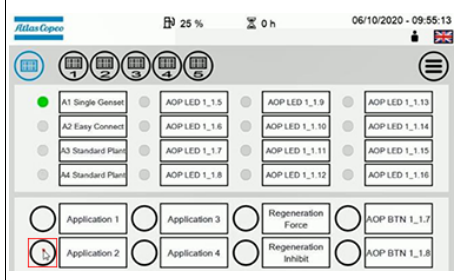 Atlas Copco 25 % 0 h 06/10/2020 - 09:55:13
1 2 3 4 5
A1 Single Genset AOP LED 1_1.5 AOP LED 1_1.9 AOP LED 1_1.13
A2 Easy Connect AOP LED 1_1.6 AOP LED 1_1.10 AOP LED 1_1.14
A3 Standard Plant AOP LED 1_1.7 AOP LED 1_1.11 AOP LED 1_1.15
A4 Standard Plant AOP LED 1_1.8 AOP LED 1_1.12 AOP LED 1_1.16
Application 1 Application 3 Regeneration Force AOP BTN 1_1.7
Application 2 Application 4 Regeneration Inhibit AOP BTN 1_1.8